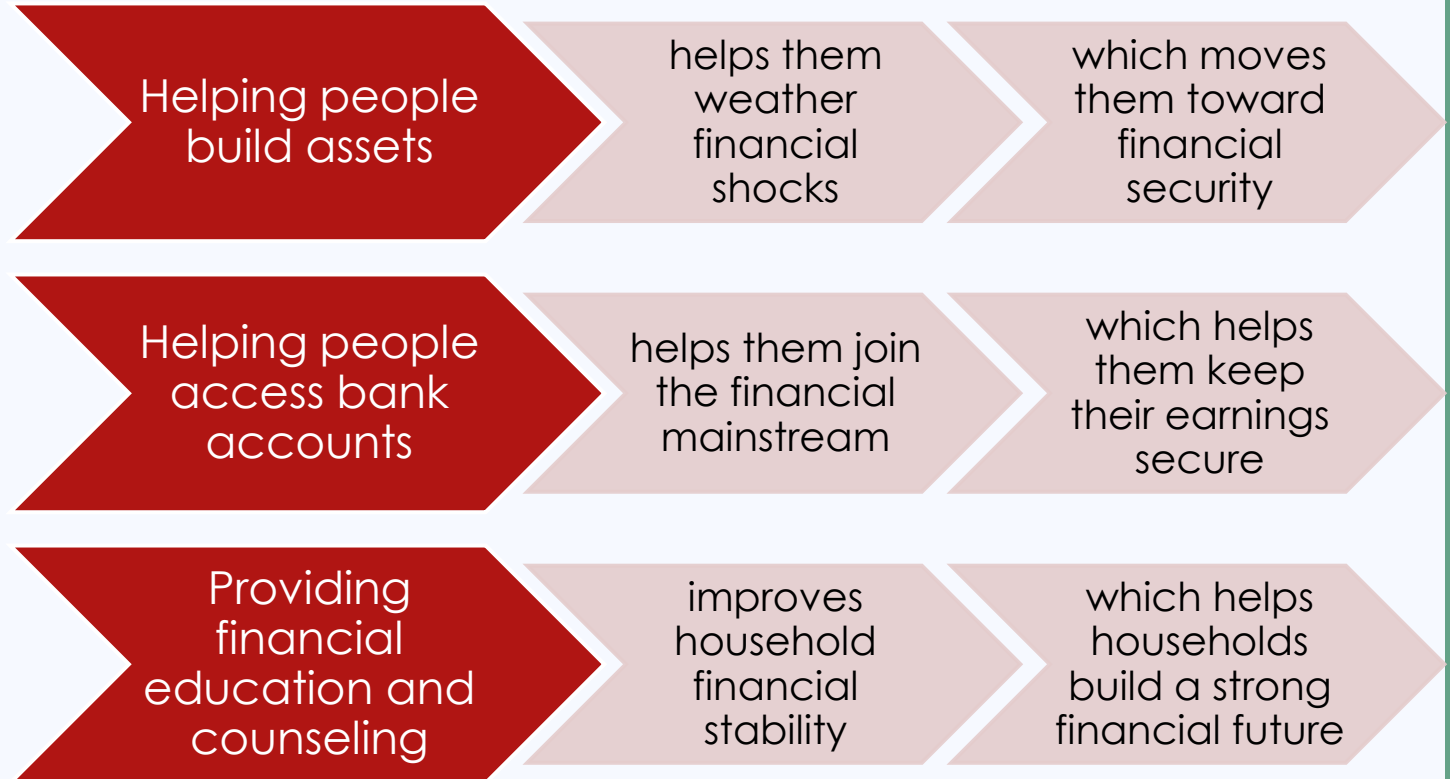 Helping people
build assets
helps them
weather
financial
shocks
which moves
them toward
financial
security
Helping people
access bank
accounts
helps them join
the financial
mainstream
which helps
them keep
their earnings
secure
Providing
financial
education and
counseling
improves
household
financial
stability
which helps
households
build a strong
financial future